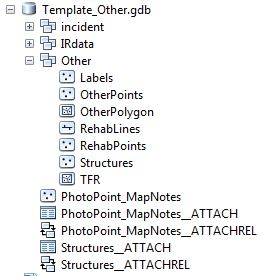 Template_Other.gdb
incident
IRdata
Other
Labels
OtherPoints
OtherPolygon
RehabLines
RehabPoints
Structures
TFR
PhotoPoint_MapNotes
PhotoPoint_MapNotes__ATTACH
PhotoPoint_MapNotes__ATTACHREL
Structures__ATTACH
Structures__ATTACHREL